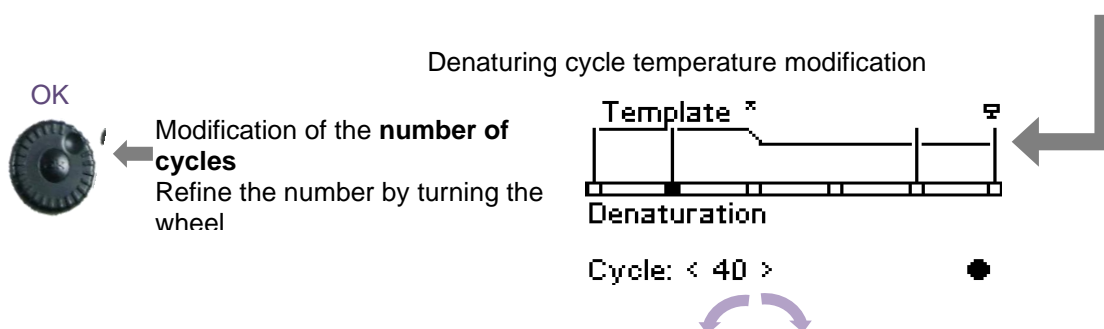 Denaturing cycle temperature modification
OK
Modification of the number of
cycles
Refine the number by turning the
wheel
Template *
Denaturation
Cycle: < 40 >